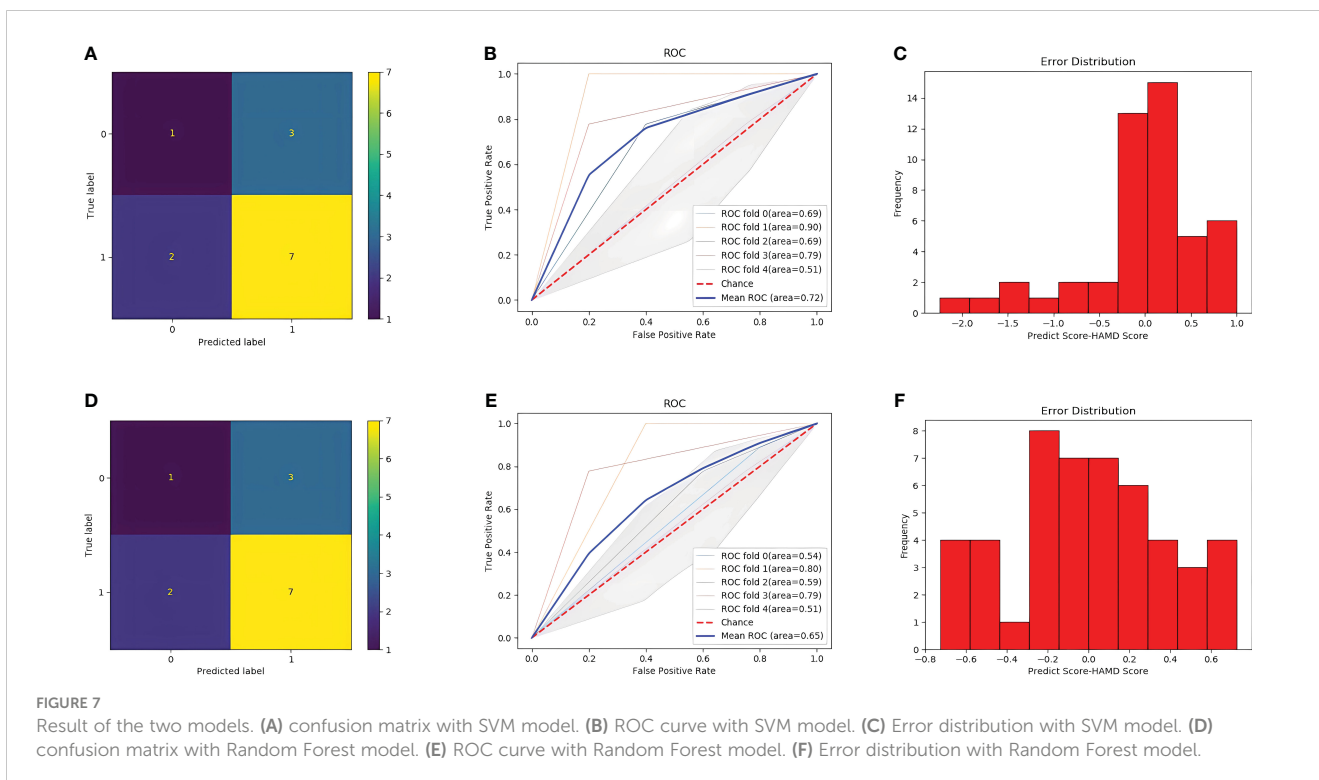 A
1
3
2
7
0
1
0
1
True label
Predicted label
7
6
5
4
3
2
1
B
ROC
1.0
0.8
0.6
0.4
0.2
0.0
True Positive Rate
ROC fold 0(area=0.69)
ROC fold 1(area=0.90)
ROC fold 2(area=0.69)
ROC fold 3(area=0.79)
ROC fold 4(area=0.51)
Chance
Mean ROC (area=0.72)
0.0 0.2 0.4 0.6 0.8 1.0
False Positive Rate
C
Error Distribution
14
12
10
8
6
4
2
0
Frequency
−2.0 −1.5 −1.0 −0.5 0.0 0.5 1.0
Predict Score-HAMD Score
D
1
3
2
7
0
1
0
1
True label
Predicted label
7
6
5
4
3
2
1
E
ROC
1.0
0.8
0.6
0.4
0.2
0.0
True Positive Rate
ROC fold 0(area=0.54)
ROC fold 1(area=0.80)
ROC fold 2(area=0.59)
ROC fold 3(area=0.79)
ROC fold 4(area=0.51)
Chance
Mean ROC (area=0.65)
0.0 0.2 0.4 0.6 0.8 1.0
False Positive Rate
F
Error Distribution
8
7
6
5
4
3
2
1
0
Frequency
−0.8 −0.6 −0.4 −0.2 0.0 0.2 0.4 0.6
Predict Score-HAMD Score
FIGURE 7
Result of the two models. (A) confusion matrix with SVM model. (B) ROC curve with SVM model. (C) Error distribution with SVM model. (D)
confusion matrix with Random Forest model. (E) ROC curve with Random Forest model. (F) Error distribution with Random Forest model.